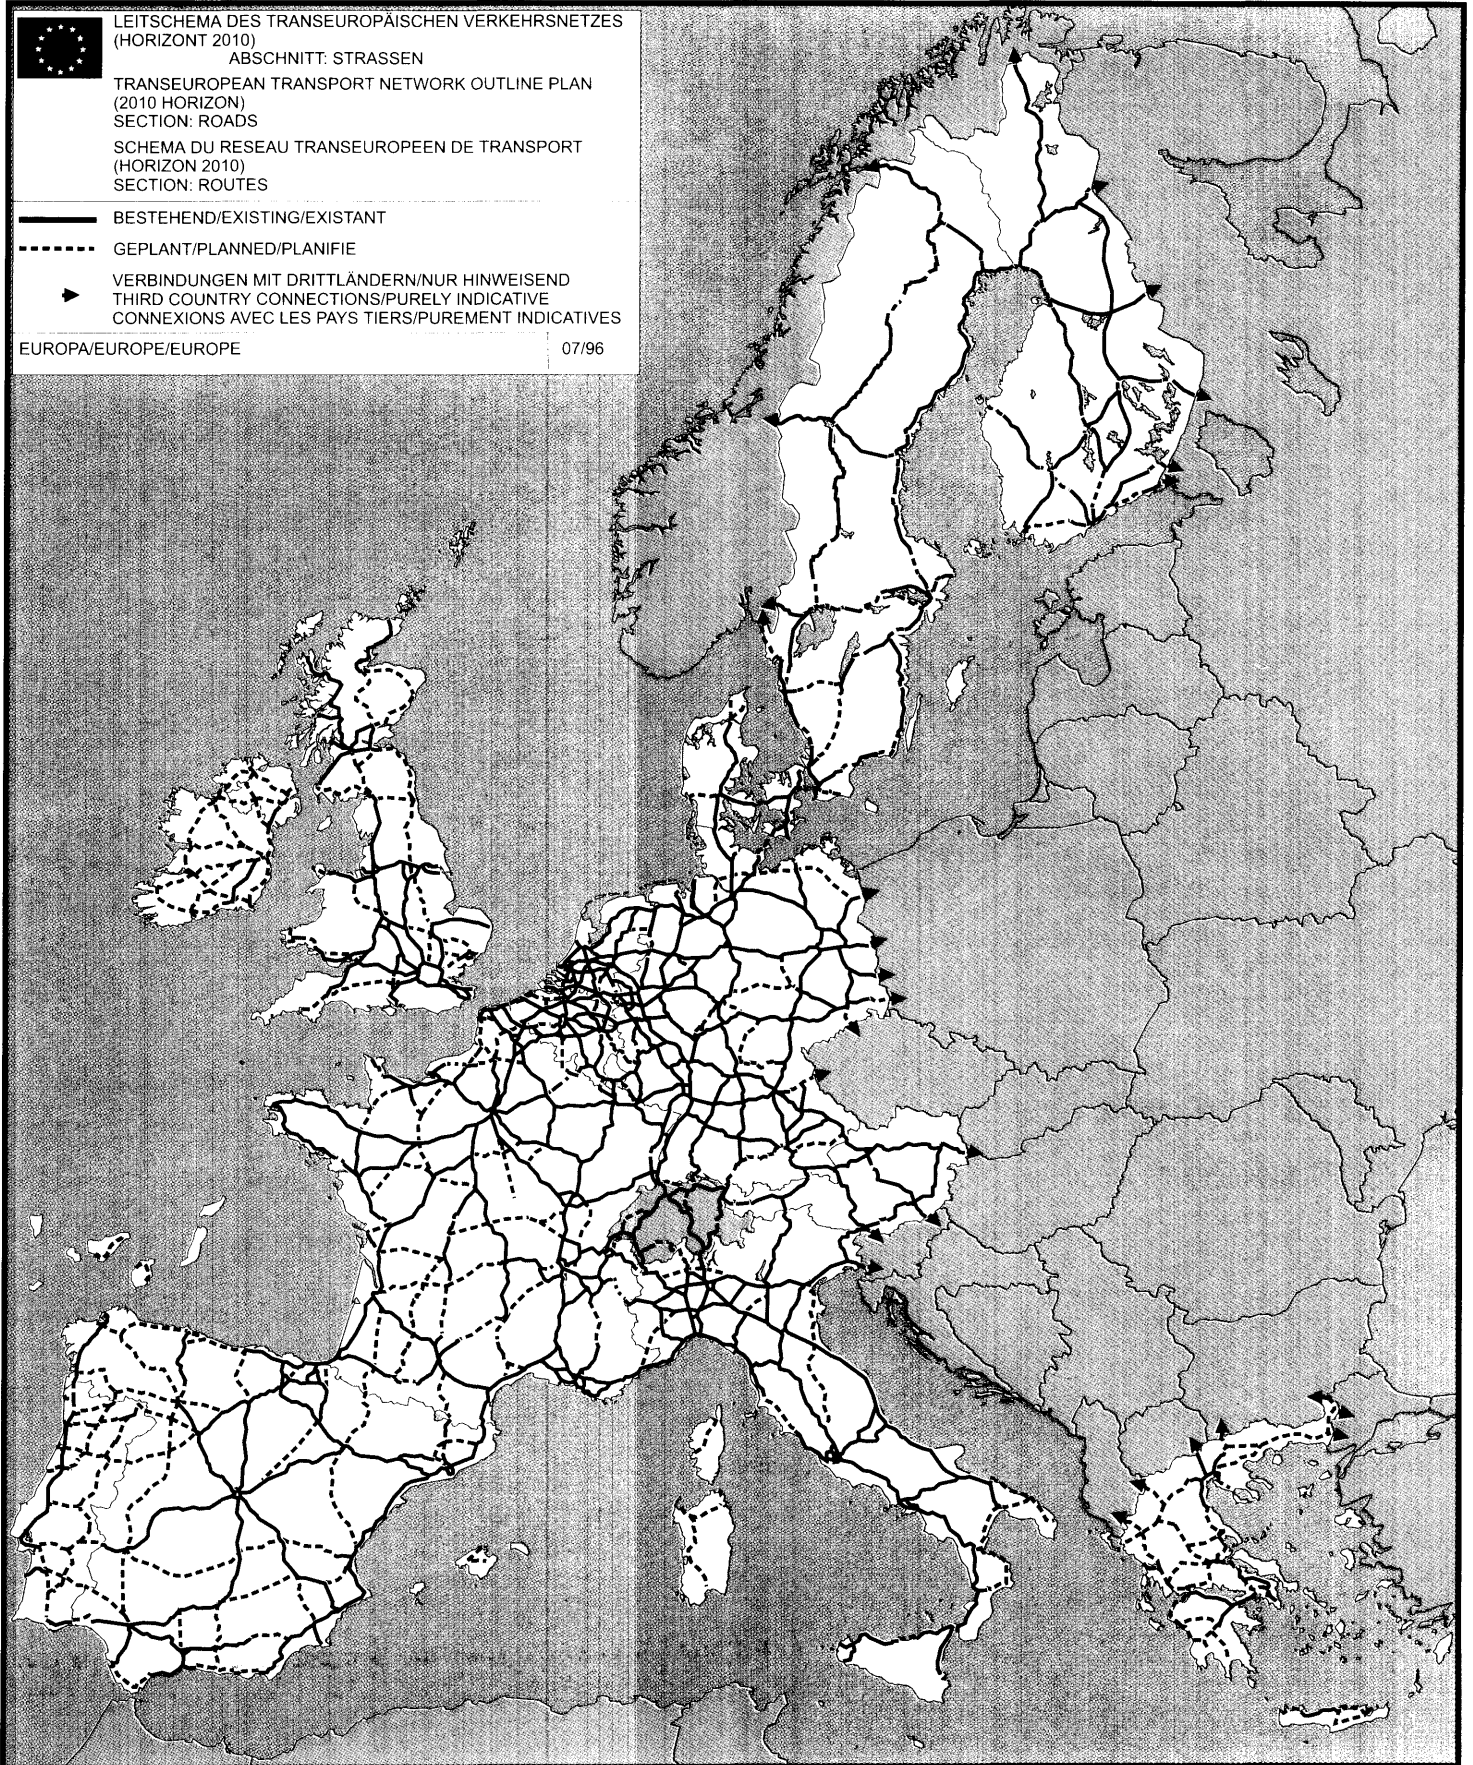 LEITSCHEMA DES TRANSEUROPÄISCHEN VERKEHRSNETZES
(HORIZONT 2010)
ABSCHNITT: STRASSEN
TRANSEUROPEAN TRANSPORT NETWORK OUTLINE PLAN
(2010 HORIZON)
SECTION: ROADS
SCHEMA DU RESEAU TRANSEUROPEEN DE TRANSPORT
(HORIZON 2010)
SECTION: ROUTES
BESTEHEND/EXISTING/EXISTANT
GEPLANT/PLANNED/PLANIFIE
VERBINDUNGEN MIT DRITTLÄNDERN/NUR HINWEISEND
THIRD COUNTRY CONNECTIONS/PURELY INDICATIVE
CONNEXIONS AVEC LES PAYS TIERS/PUREMENT INDICATIVES
EUROPA/EUROPE/EUROPE 07/96